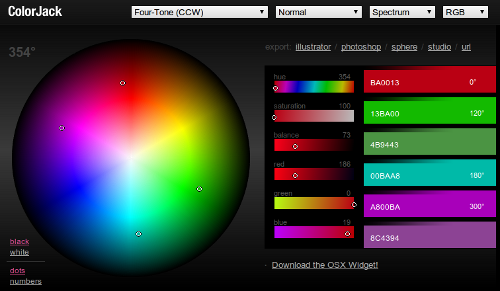 ColorJack
Four-Tone (CCW)
Normal
Spectrum
RGB
354°
export: illustrator / photoshop / sphere / studio / url
hue 354
saturation 100
balance 73
red 186
green 0
blue 19
BA0013 0°
13BA00 120°
4B9443
00BAA8 180°
A800BA 300°
8C4394
black
white
dots
numbers
· Download the OSX Widget!